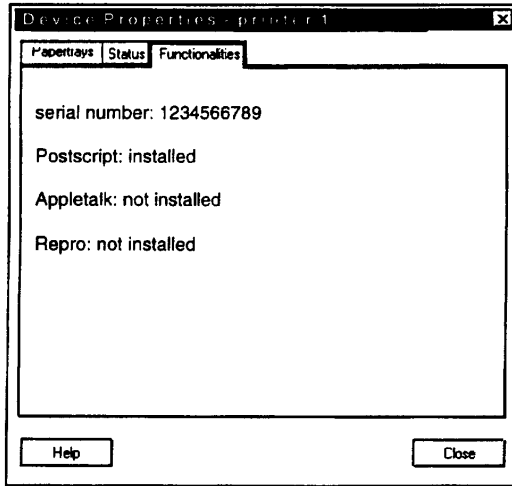 Device Properties - printer 1
Papertrays Status Functionalities
serial number: 1234566789
Postscript: installed
Appletalk: not installed
Repro: not installed
Help Close